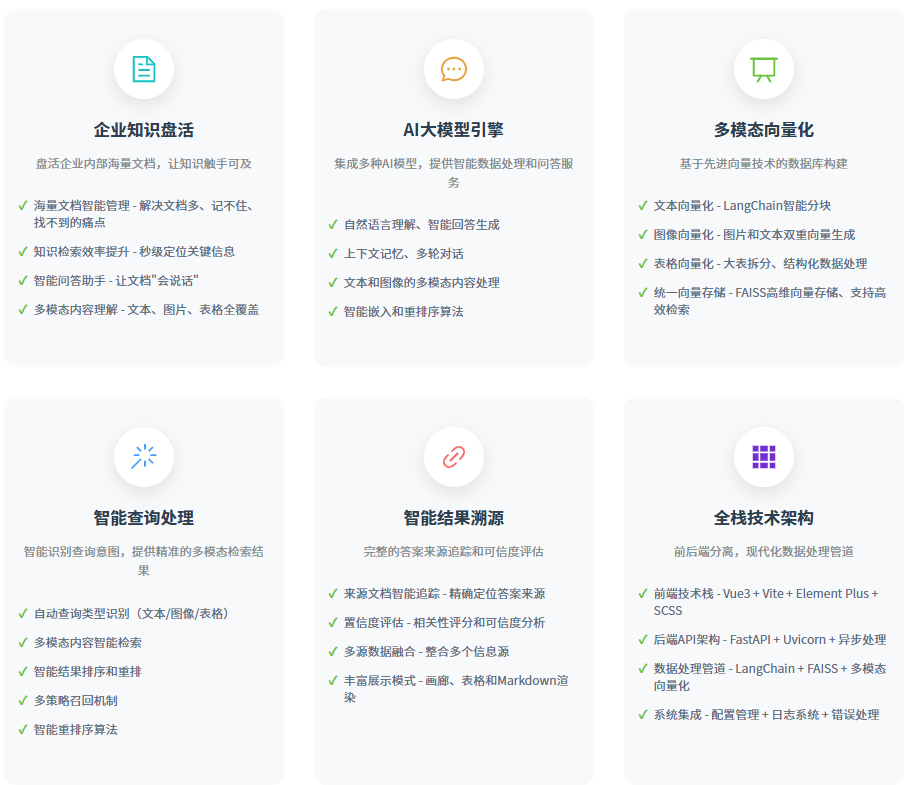 企业知识盘活
盘活企业内部海量文档，让知识触手可及
✓ 海量文档智能管理 - 解决文档多、记不住、
找不到的痛点
✓ 知识检索效率提升 - 秒级定位关键信息
✓ 智能问答助手 - 让文档"会说话"
✓ 多模态内容理解 - 文本、图片、表格全覆盖
AI大模型引擎
集成多种AI模型，提供智能数据处理和问答服
务
✓ 自然语言理解、智能回答生成
✓ 上下文记忆、多轮对话
✓ 文本和图像的多模态内容处理
✓ 智能嵌入和重排序算法
多模态向量化
基于先进向量技术的数据库构建
✓ 文本向量化 - LangChain智能分块
✓ 图像向量化 - 图片和文本双重向量生成
✓ 表格向量化 - 大表拆分、结构化数据处理
✓ 统一向量存储 - FAISS高维向量存储、支持高
效检索
智能查询处理
智能识别查询意图，提供精准的多模态检索结
果
✓ 自动查询类型识别（文本/图像/表格）
✓ 多模态内容智能检索
✓ 智能结果排序和重排
✓ 多策略召回机制
✓ 智能重排序算法
智能结果溯源
完整的答案来源追踪和可信度评估
✓ 来源文档智能追踪 - 精确定位答案来源
✓ 置信度评估 - 相关性评分和可信度分析
✓ 多源数据融合 - 整合多个信息源
✓ 丰富展示模式 - 画廊、表格和Markdown渲
染
全栈技术架构
前后端分离，现代化数据处理管道
✓ 前端技术栈 - Vue3 + Vite + Element Plus +
SCSS
✓ 后端API架构 - FastAPI + Uvicorn + 异步处理
✓ 数据处理管道 - LangChain + FAISS + 多模态
向量化
✓ 系统集成 - 配置管理 + 日志系统 + 错误处理